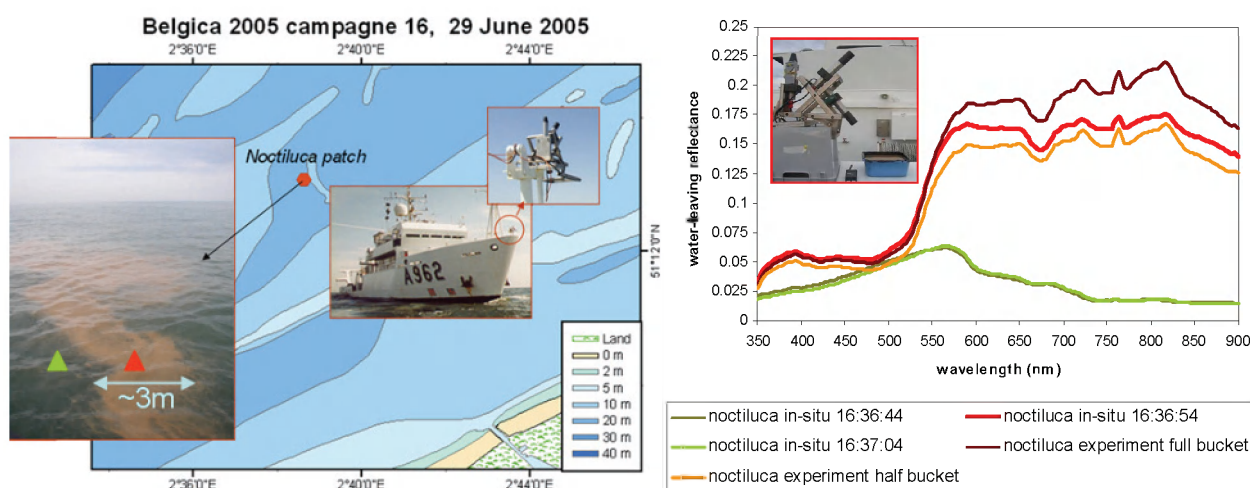 Belgica 2005 campagne 16, 29 June 2005
2°36'0"E 2°40'0"E 2°44'0"E
Noctiluca patch
A962
51°12'0"N
~3m
Land
0 m
2 m
5 m
10 m
20 m
30 m
40 m
2°36'0"E 2°40'0"E 2°44'0"E
0.25
0.225
0.2
0.175
0.15
0.125
0.1
0.075
0.05
0.025
0
water-leaving reflectance
350 400 450 500 550 600 650 700 750 800 850 900
wavelength (nm)
noctiluca in-situ 16:36:44
noctiluca in-situ 16:36:54
noctiluca in-situ 16:37:04
noctiluca experiment full bucket
noctiluca experiment half bucket